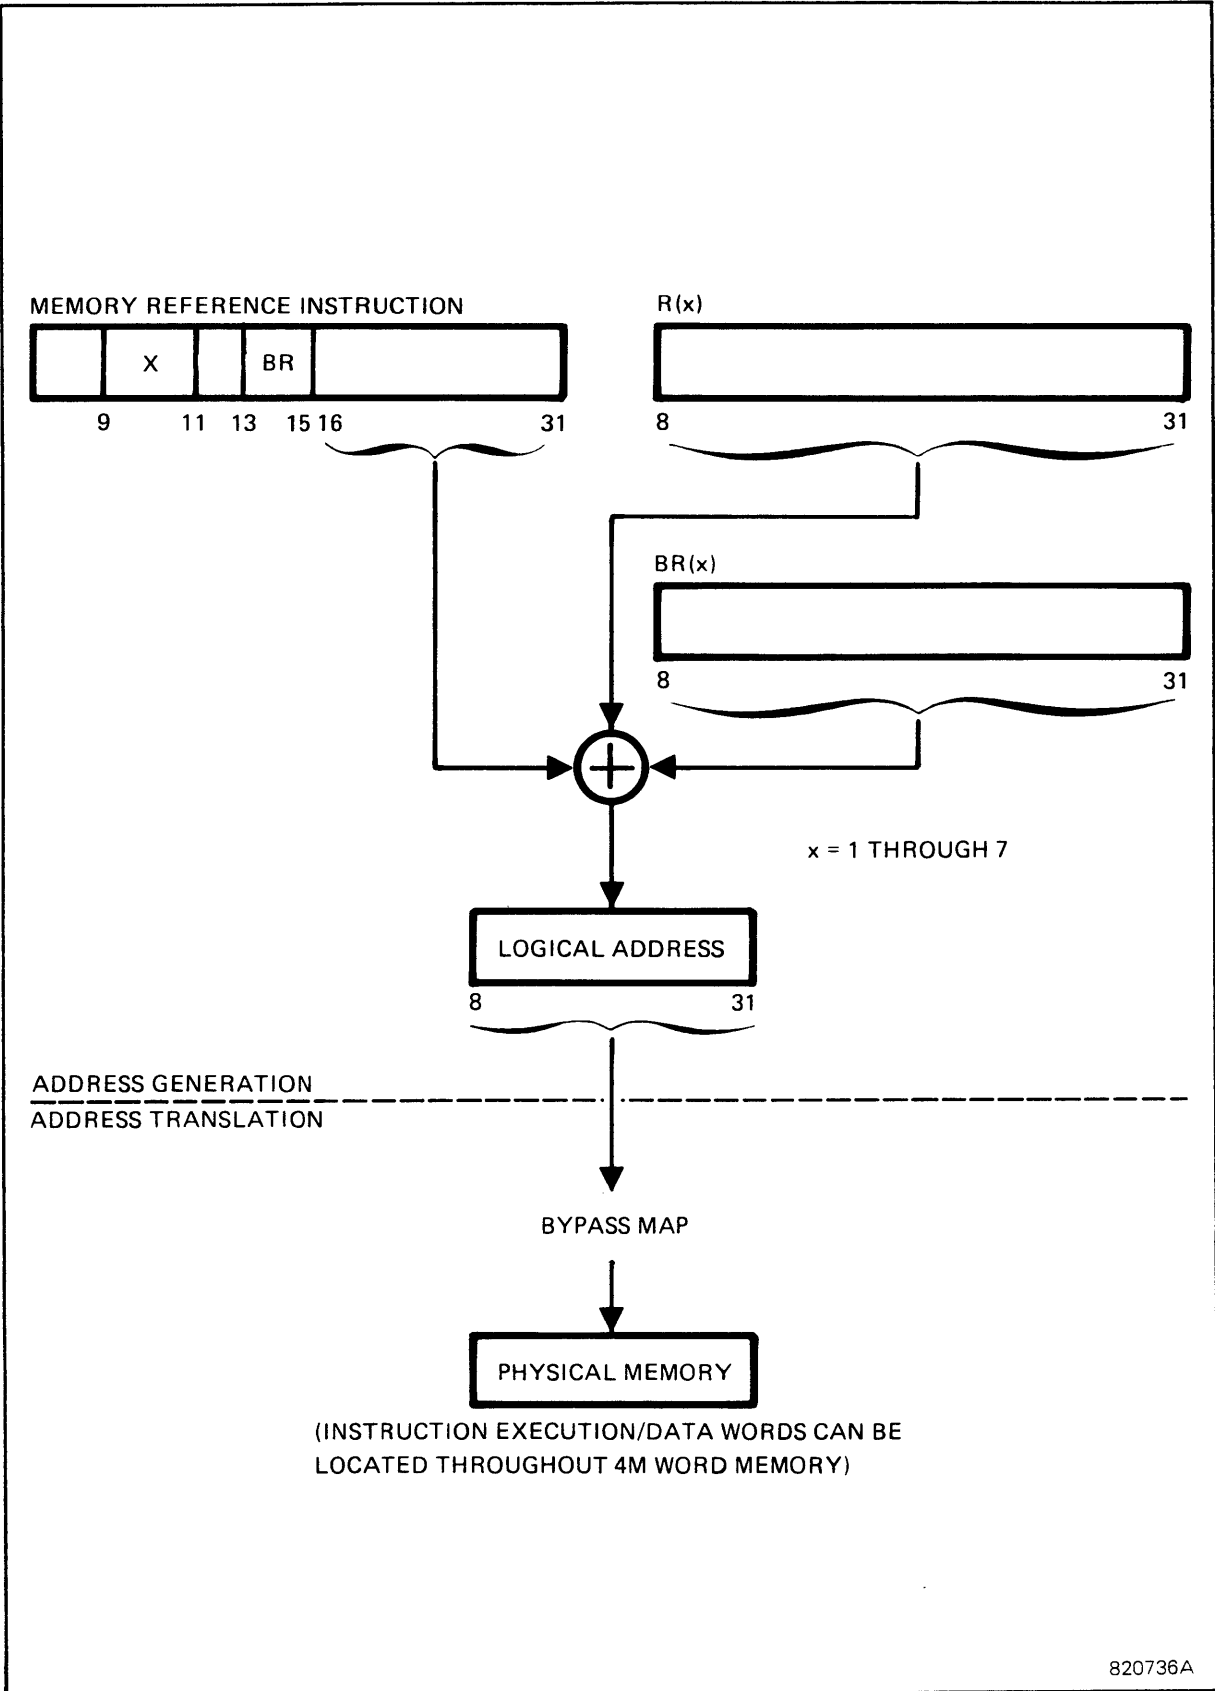 MEMORY REFERENCE INSTRUCTION
R(x)
X BR
9 11 13 15 16 31
8 31
BR(x)
8 31
x = 1 THROUGH 7
LOGICAL ADDRESS
8 31
ADDRESS GENERATION
ADDRESS TRANSLATION
BYPASS MAP
PHYSICAL MEMORY
(INSTRUCTION EXECUTION/DATA WORDS CAN BE
LOCATED THROUGHOUT 4M WORD MEMORY)
820736A